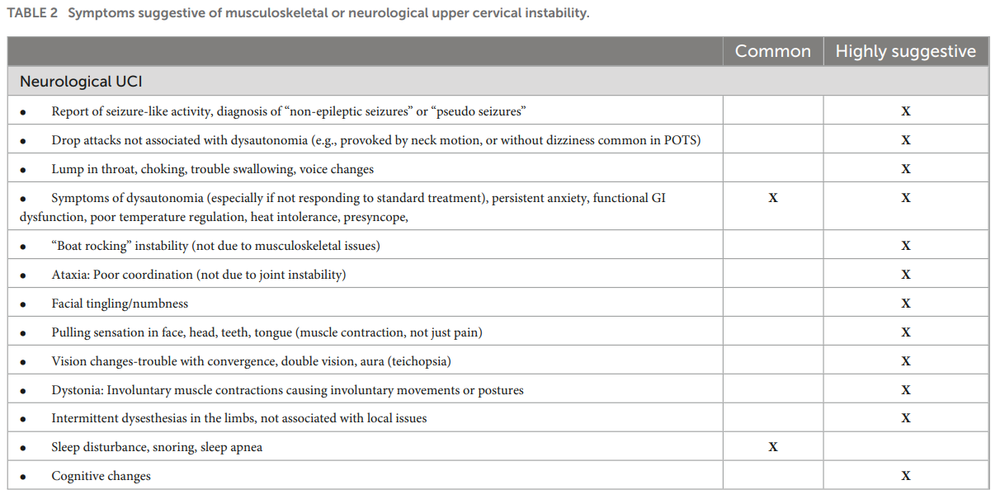 TABLE 2 Symptoms suggestive of musculoskeletal or neurological upper cervical instability.
Common Highly suggestive
Neurological UCI
● Report of seizure-like activity, diagnosis of “non-epileptic seizures” or “pseudo seizures” X
● Drop attacks not associated with dysautonomia (e.g., provoked by neck motion, or without dizziness common in POTS) X
● Lump in throat, choking, trouble swallowing, voice changes X
● Symptoms of dysautonomia (especially if not responding to standard treatment), persistent anxiety, functional GI X X
dysfunction, poor temperature regulation, heat intolerance, presyncope,
● “Boat rocking” instability (not due to musculoskeletal issues) X
● Ataxia: Poor coordination (not due to joint instability) X
● Facial tingling/numbness X
● Pulling sensation in face, head, teeth, tongue (muscle contraction, not just pain) X
● Vision changes-trouble with convergence, double vision, aura (teichopsia) X
● Dystonia: Involuntary muscle contractions causing involuntary movements or postures X
● Intermittent dysesthesias in the limbs, not associated with local issues X
● Sleep disturbance, snoring, sleep apnea X
● Cognitive changes X